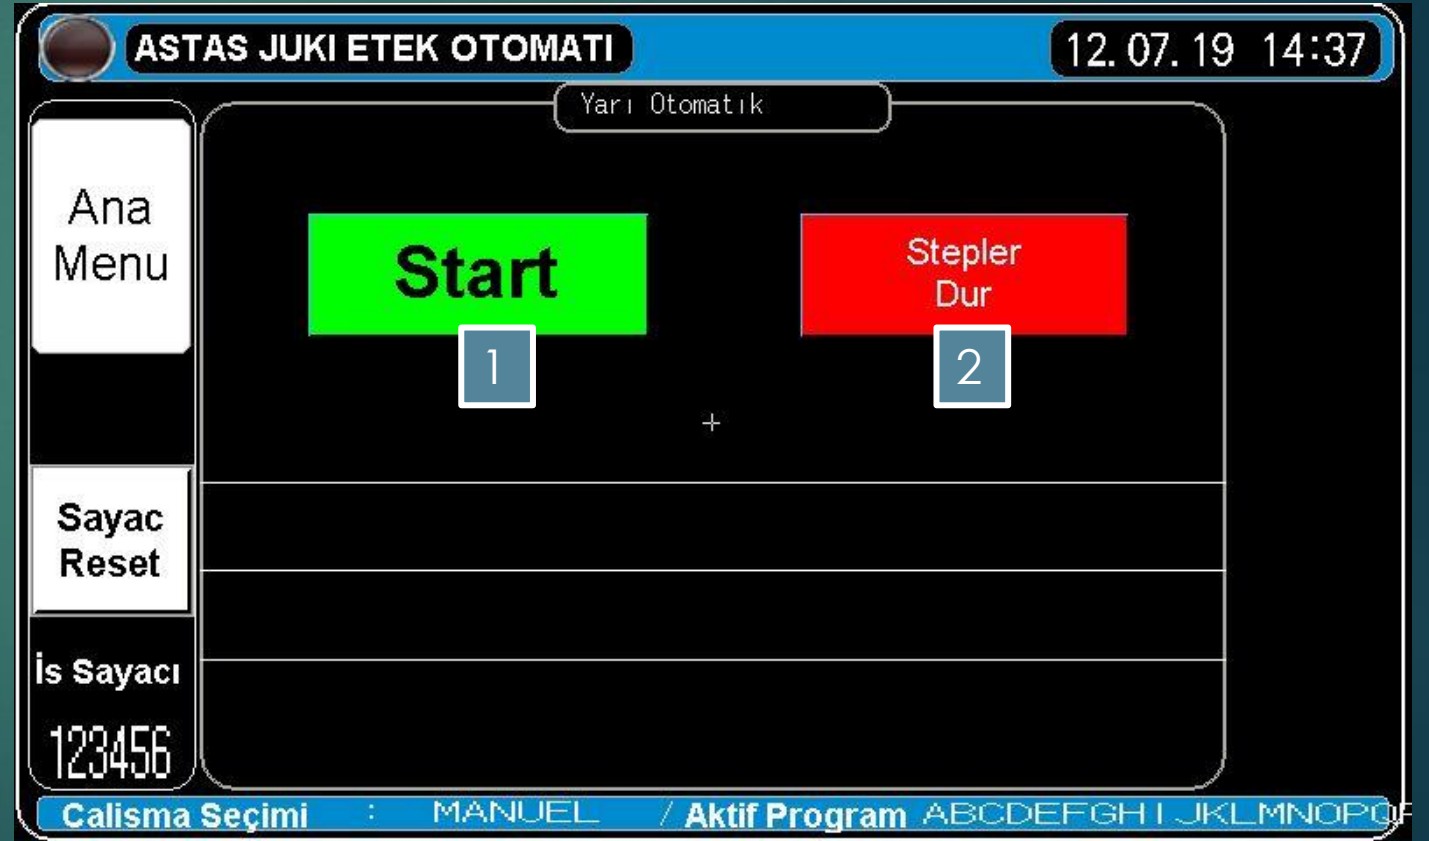 ASTAS JUKI ETEK OTOMATI
12. 07. 19 14:37
Yarı Otomatık
Ana
Menu
Start
Stepler
Dur
1
2
Sayac
Reset
İs Sayacı
123456
Calisma Seçimi : MANUEL / Aktif Program ABCDEFGHIJKLMNOPQ